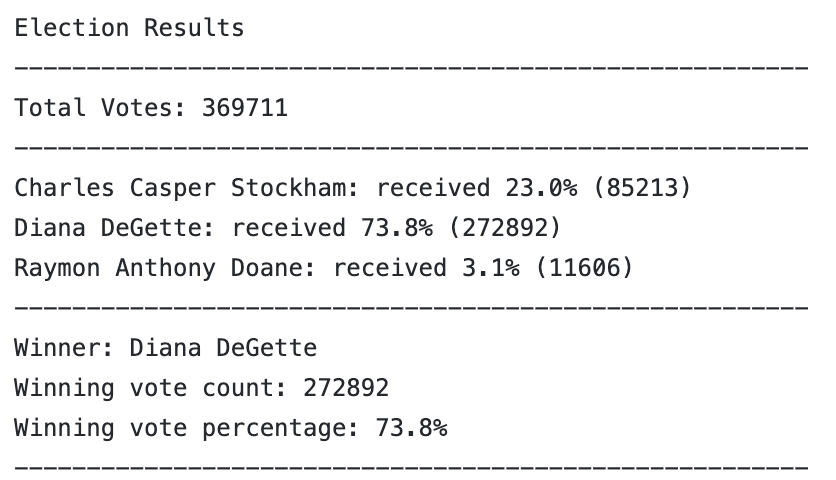 Election Results
-------------------------------------------------------
Total Votes: 369711
-------------------------------------------------------
Charles Casper Stockham: received 23.0% (85213)
Diana DeGette: received 73.8% (272892)
Raymon Anthony Doane: received 3.1% (11606)
-------------------------------------------------------
Winner: Diana DeGette
Winning vote count: 272892
Winning vote percentage: 73.8%
-------------------------------------------------------